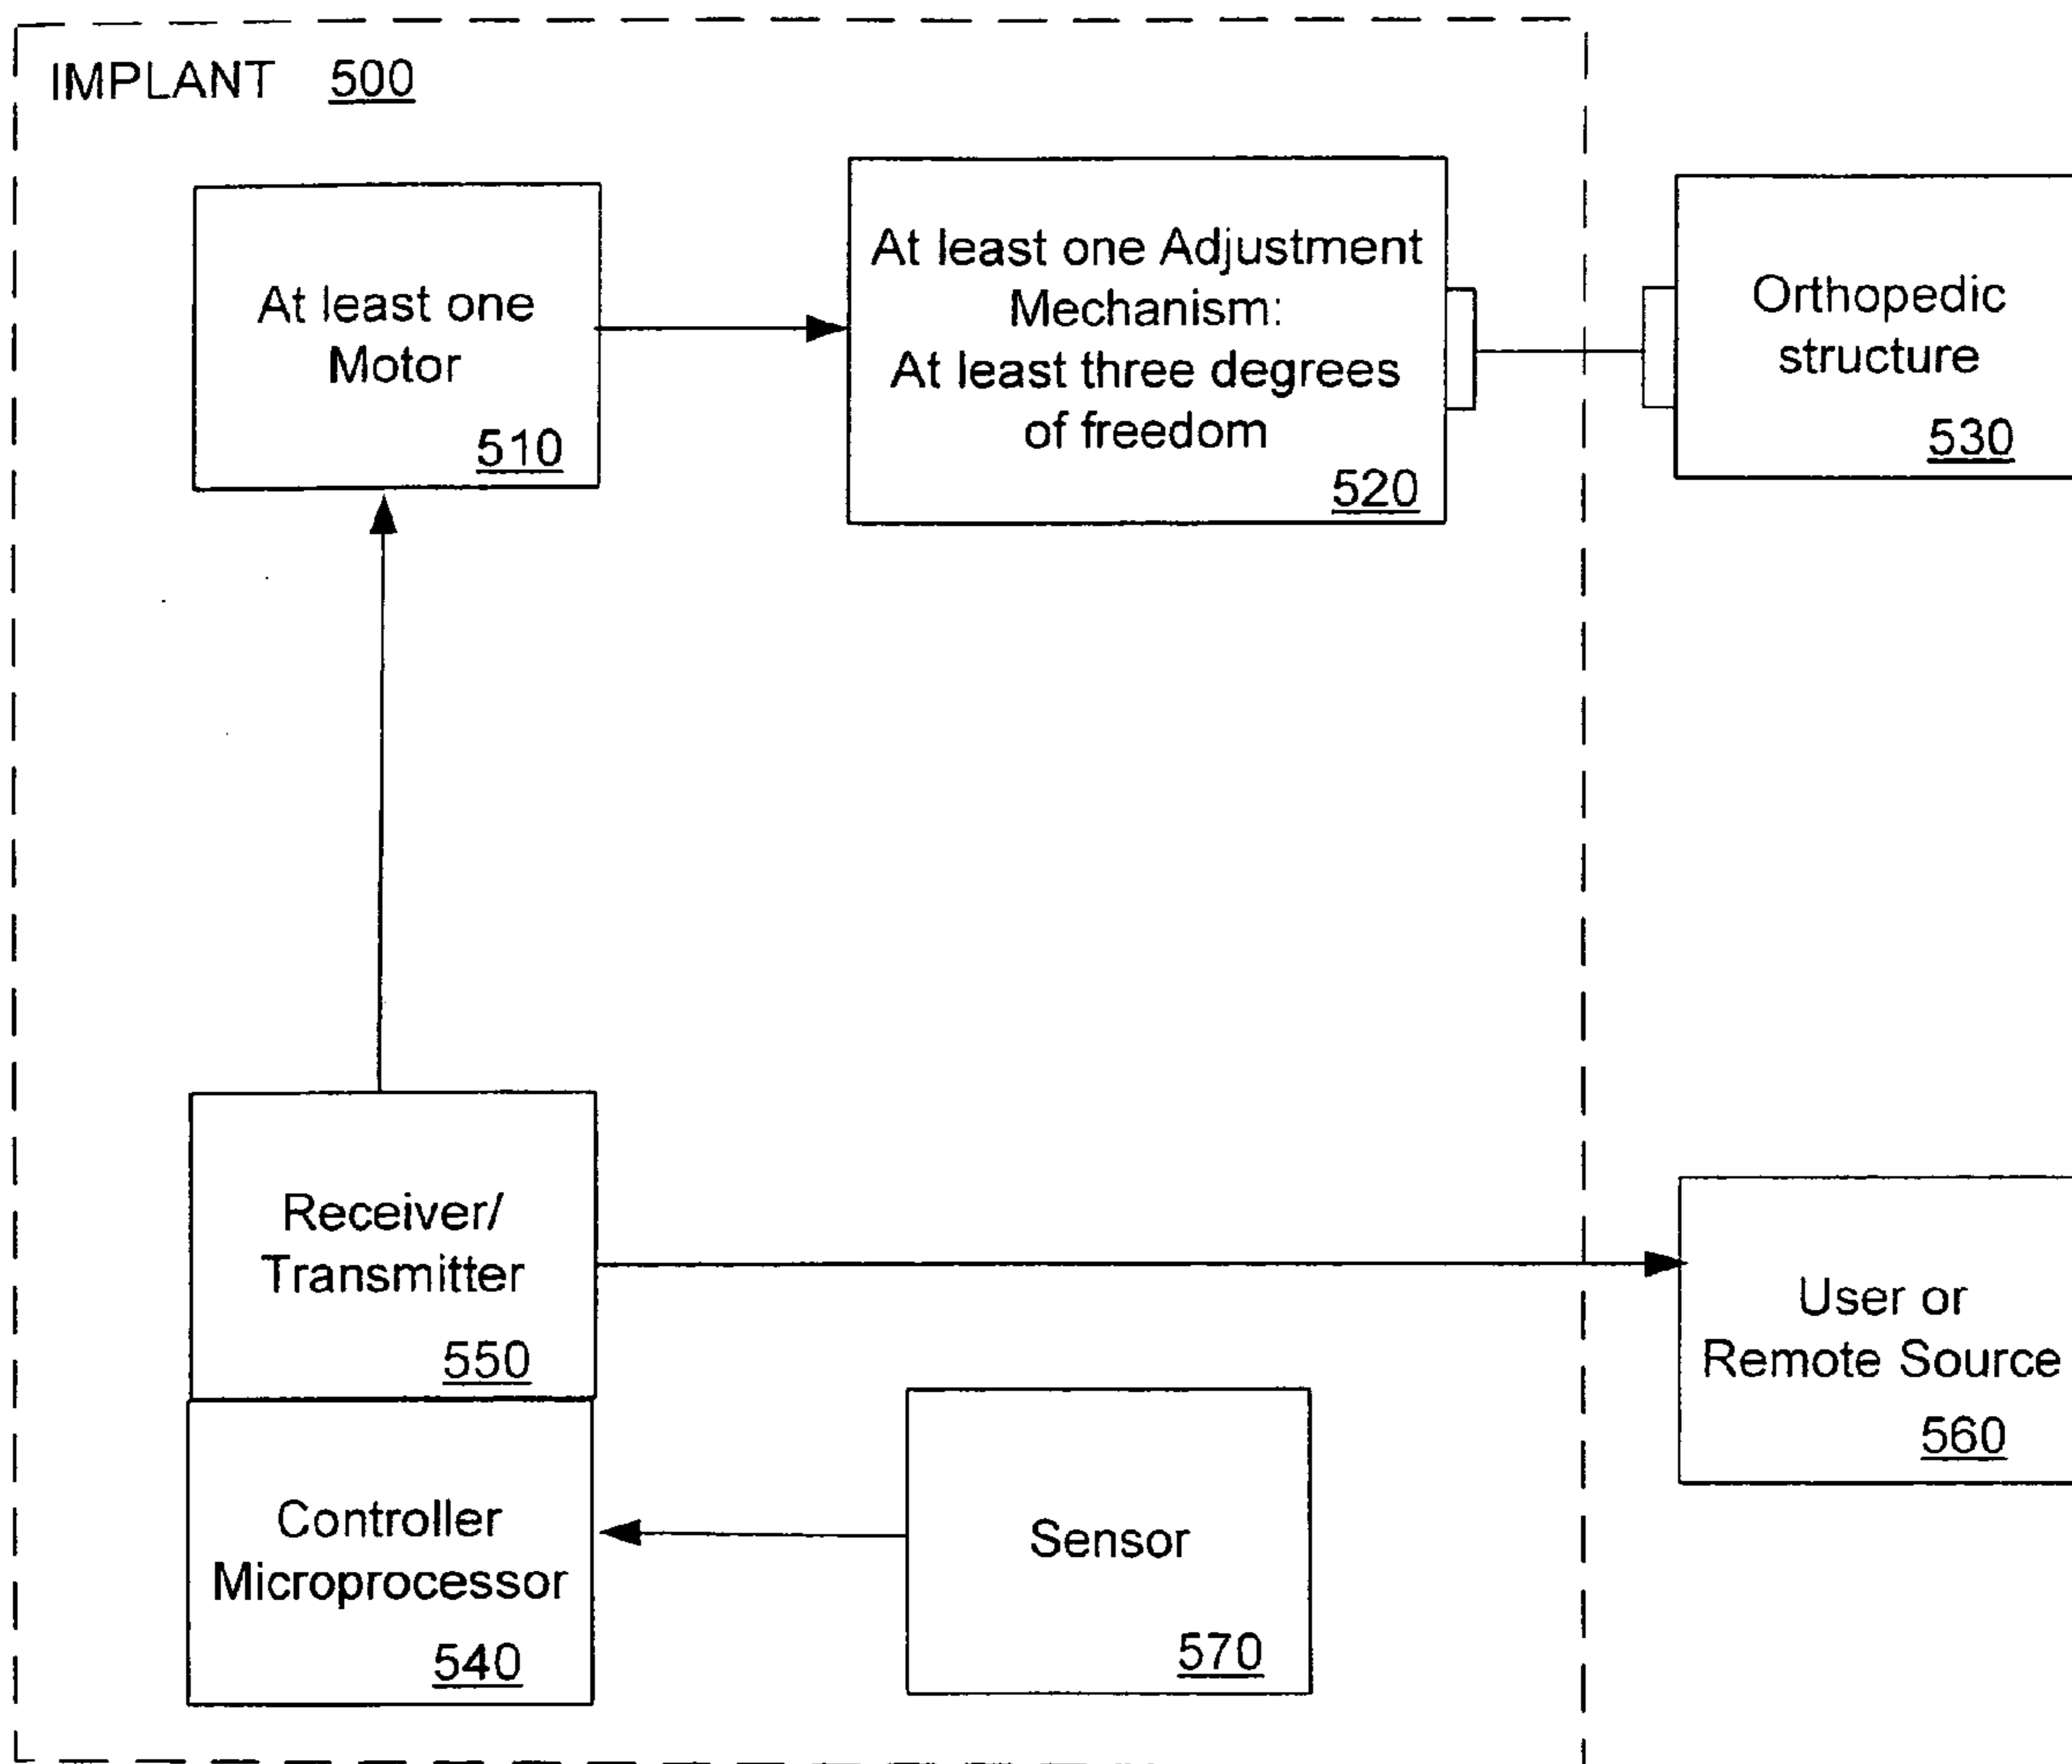 IMPLANT 500
At least one
Motor
510
At least one Adjustment
Mechanism:
At least three degrees
of freedom
520
Orthopedic
structure
530
Receiver/
Transmitter
550
User or
Remote Source
560
Controller
Microprocessor
540
Sensor
570